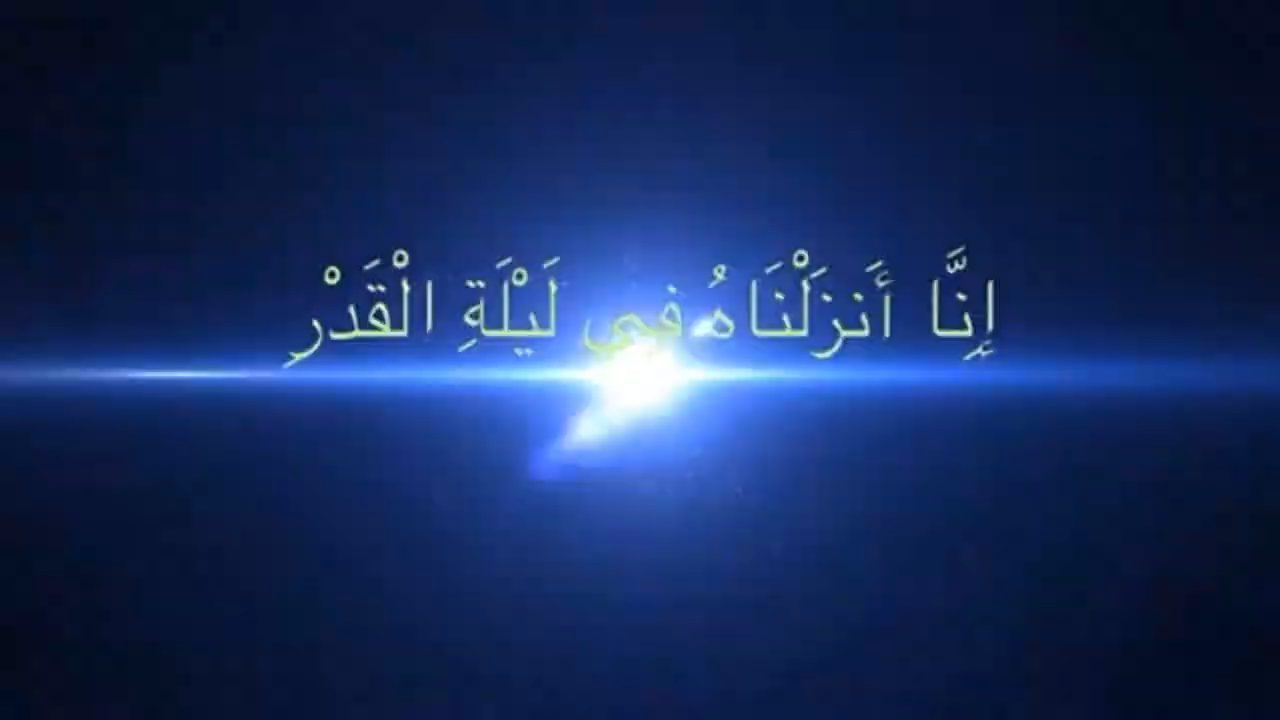 إِنَّا أَنزَلْنَاهُ فِي لَيْلَةِ الْقَدْرِ